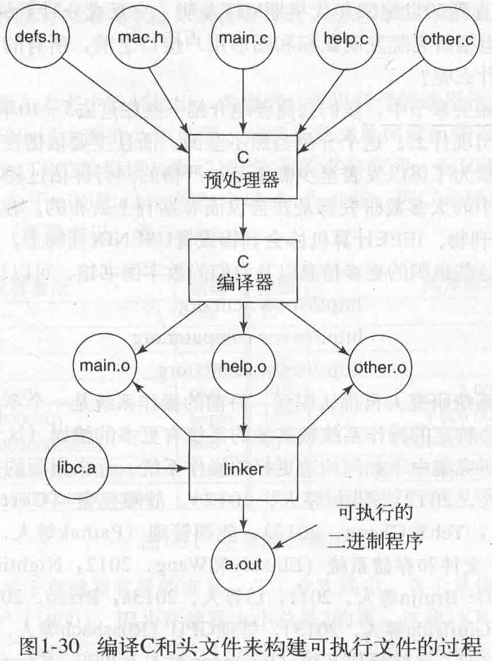 defs.h mac.h main.c help.c other.c
C
预处理器
C
编译器
main.o help.o other.o
libc.a linker
可执行的
二进制程序
a.out
图1-30 编译C和头文件来构建可执行文件的过程